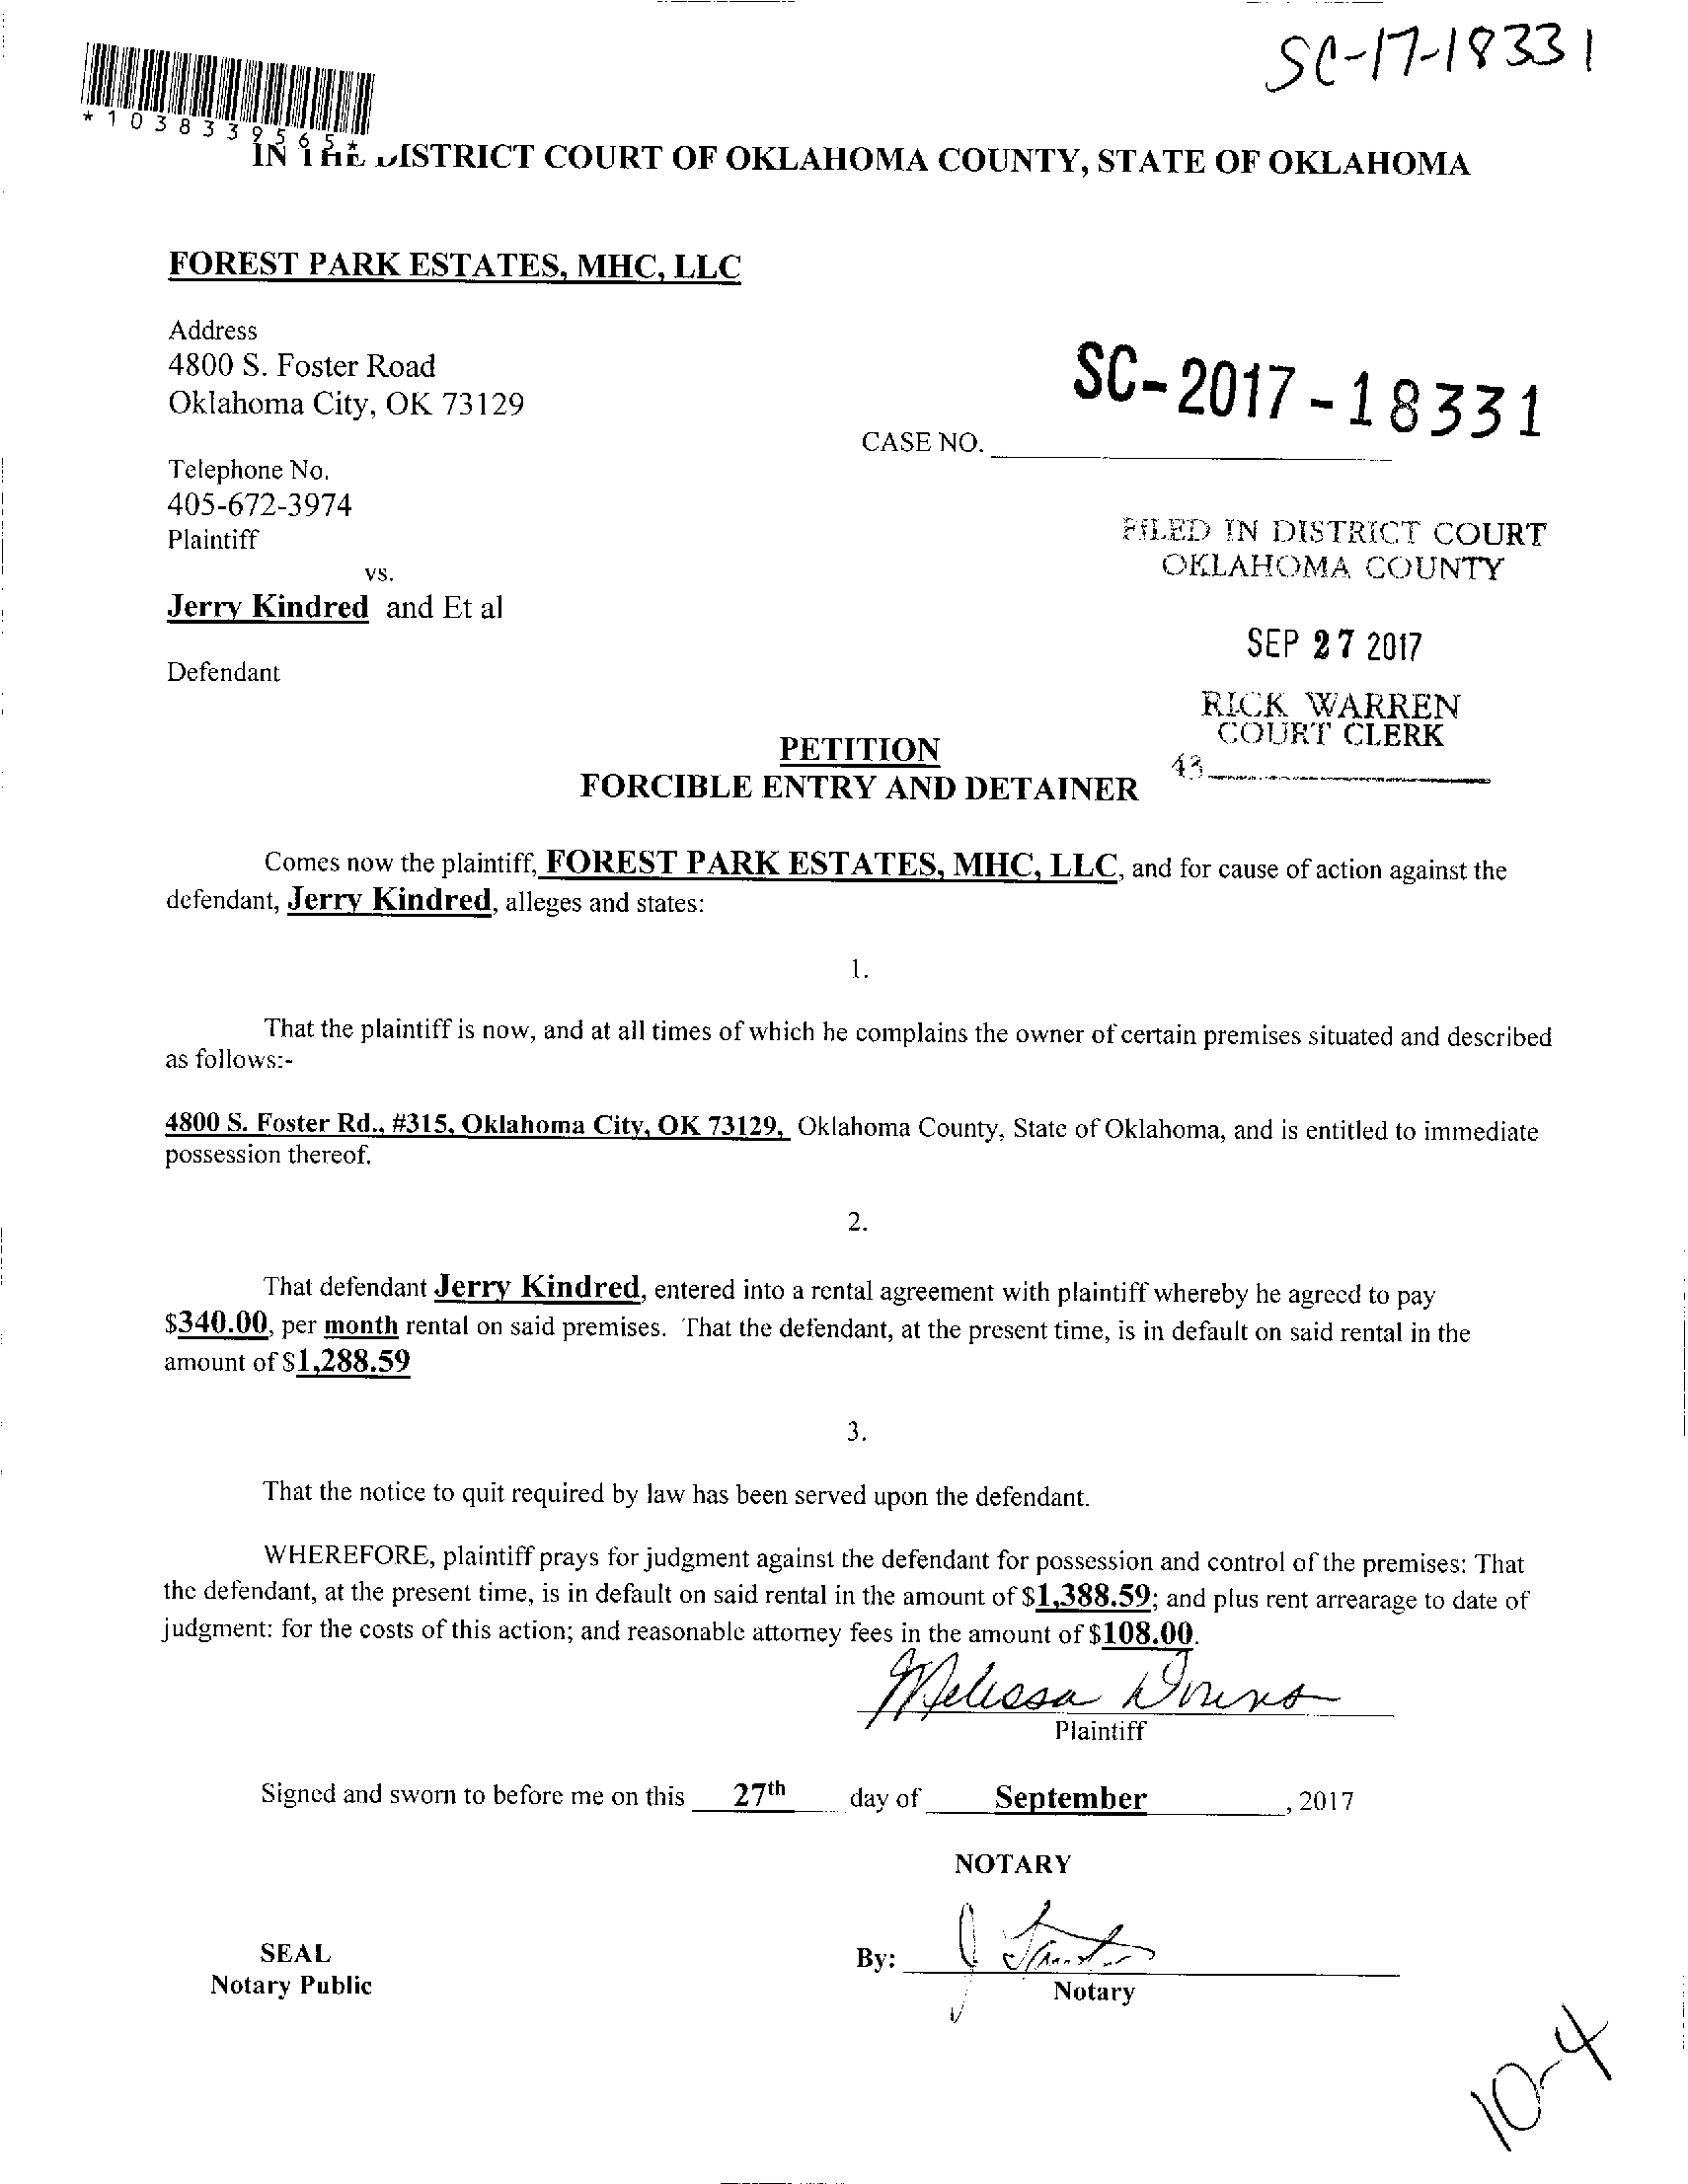 SC-17-18331
*1038339565*
IN THE DISTRICT COURT OF OKLAHOMA COUNTY, STATE OF OKLAHOMA
FOREST PARK ESTATES, MHC, LLC
Address
4800 S. Foster Road
Oklahoma City, OK 73129
SC-2017-18331
CASE NO.
Telephone No.
405-672-3974
Plaintiff
FILED IN DISTRICT COURT
OKLAHOMA COUNTY
vs.
Jerry Kindred and Et al
SEP 27 2017
Defendant
RICK WARREN
COURT CLERK
43
PETITION
FORCIBLE ENTRY AND DETAINER
Comes now the plaintiff, FOREST PARK ESTATES, MHC, LLC, and for cause of action against the
defendant, Jerry Kindred, alleges and states:
1.
That the plaintiff is now, and at all times of which he complains the owner of certain premises situated and described
as follows:-
4800 S. Foster Rd., #315, Oklahoma City, OK 73129, Oklahoma County, State of Oklahoma, and is entitled to immediate
possession thereof.
2.
That defendant Jerry Kindred, entered into a rental agreement with plaintiff whereby he agreed to pay
$340.00, per month rental on said premises. That the defendant, at the present time, is in default on said rental in the
amount of $1,288.59
3.
That the notice to quit required by law has been served upon the defendant.
WHEREFORE, plaintiff prays for judgment against the defendant for possession and control of the premises: That
the defendant, at the present time, is in default on said rental in the amount of $1,388.59; and plus rent arrearage to date of
judgment: for the costs of this action; and reasonable attorney fees in the amount of $108.00.
Melissa
Plaintiff
Signed and sworn to before me on this 27th day of September, 2017
NOTARY
SEAL
Notary Public
By:
Notary
10-4